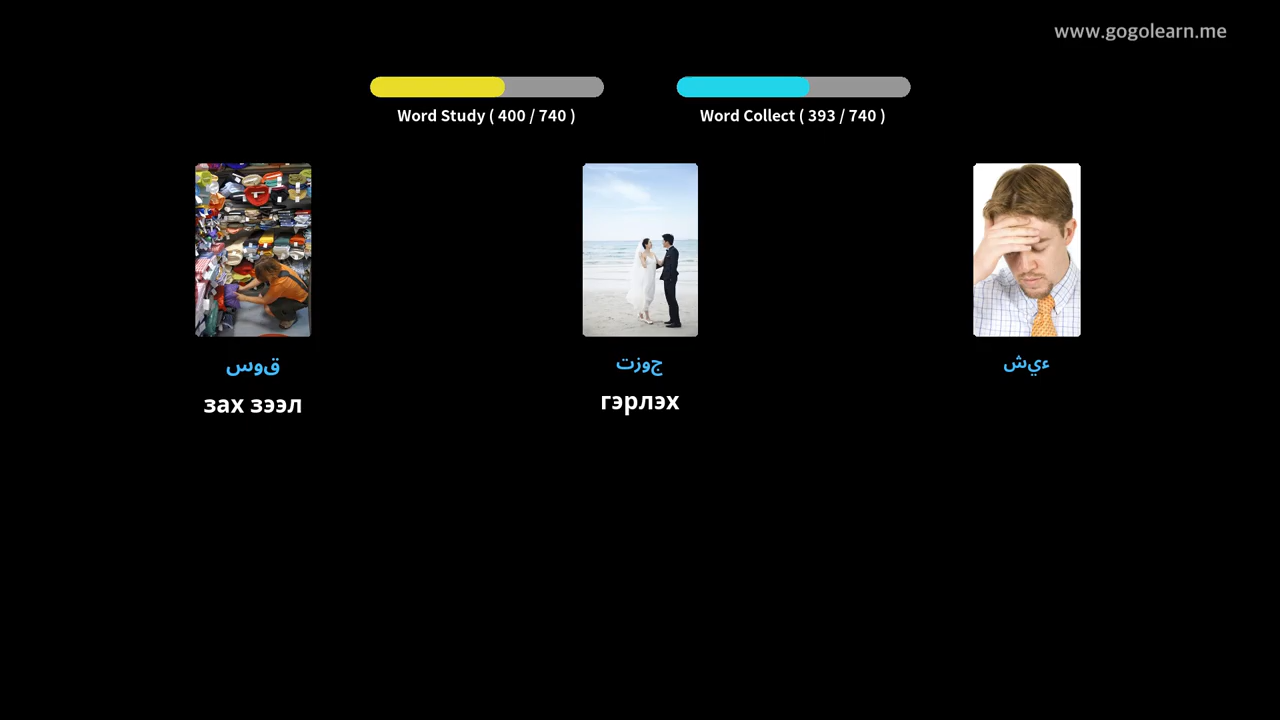 www.gogolearn.me
Word Study ( 400 / 740 )
Word Collect ( 393 / 740 )
قوس
جوزت
ءيش
зах зээл
гэрлэх